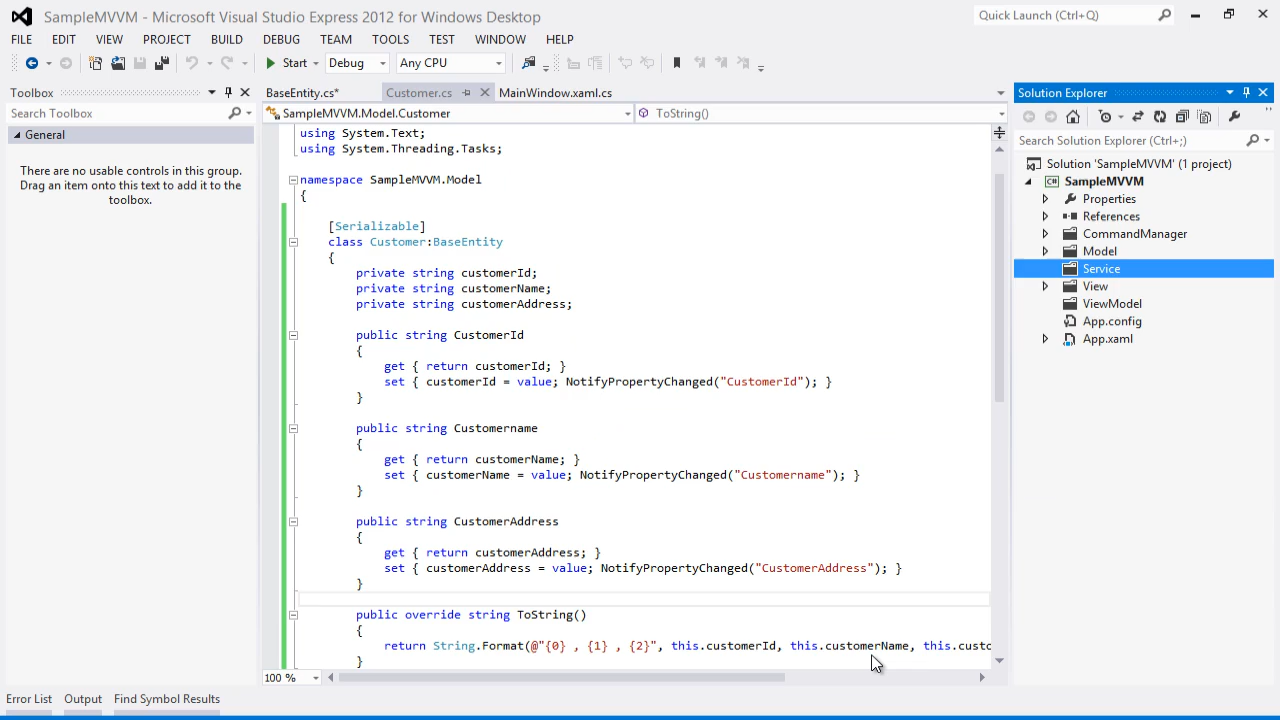 SampleMVVM - Microsoft Visual Studio Express 2012 for Windows Desktop
Quick Launch (Ctrl+Q)
FILE EDIT VIEW PROJECT BUILD DEBUG TEAM TOOLS TEST WINDOW HELP
Start Debug Any CPU
Toolbox
Search Toolbox
General
There are no usable controls in this group.
Drag an item onto this text to add it to the
toolbox.
BaseEntity.cs* Customer.cs MainWindow.xaml.cs
SampleMVVM.Model.Customer ToString()
using System.Text;
using System.Threading.Tasks;
namespace SampleMVVM.Model
{
[Serializable]
class Customer:BaseEntity
{
private string customerId;
private string customerName;
private string customerAddress;
public string CustomerId
{
get { return customerId; }
set { customerId = value; NotifyPropertyChanged("CustomerId"); }
}
public string Customername
{
get { return customerName; }
set { customerName = value; NotifyPropertyChanged("Customername"); }
}
public string CustomerAddress
{
get { return customerAddress; }
set { customerAddress = value; NotifyPropertyChanged("CustomerAddress"); }
}
public override string ToString()
{
return String.Format(@"{0} , {1} , {2}", this.customerId, this.customerName, this.custo
}
100 %
Solution Explorer
Search Solution Explorer (Ctrl+;)
Solution 'SampleMVVM' (1 project)
C# SampleMVVM
Properties
References
CommandManager
Model
Service
View
ViewModel
App.config
App.xaml
Error List Output Find Symbol Results